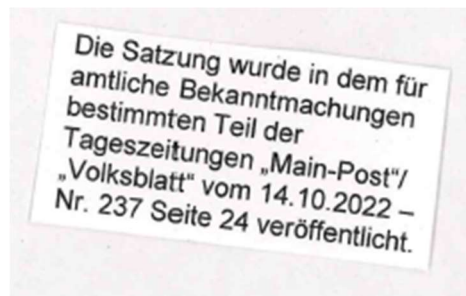 Die Satzung wurde in dem für
amtliche Bekanntmachungen
bestimmten Teil der
Tageszeitungen „Main-Post“/
„Volksblatt“ vom 14.10.2022 –
Nr. 237 Seite 24 veröffentlicht.